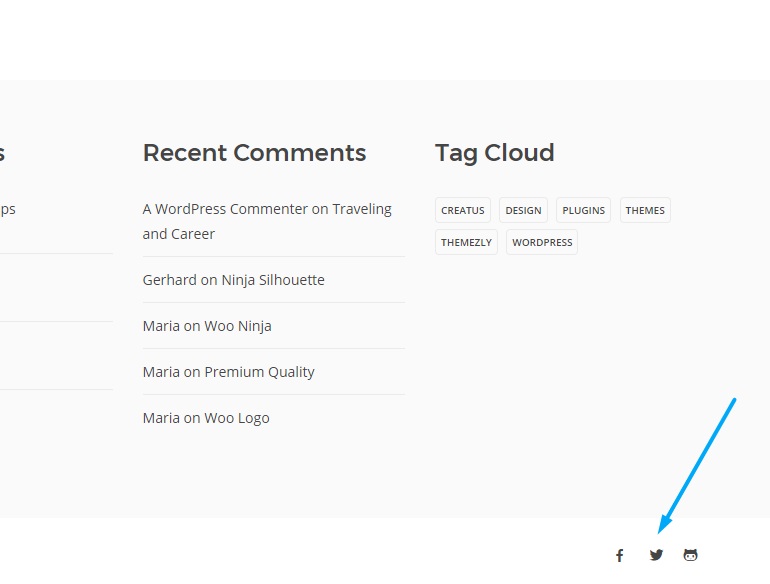 s
Recent Comments
Tag Cloud
ps
A WordPress Commenter on Traveling
and Career
Gerhard on Ninja Silhouette
Maria on Woo Ninja
Maria on Premium Quality
Maria on Woo Logo
CREATUS DESIGN PLUGINS THEMES
THEMEZLY WORDPRESS